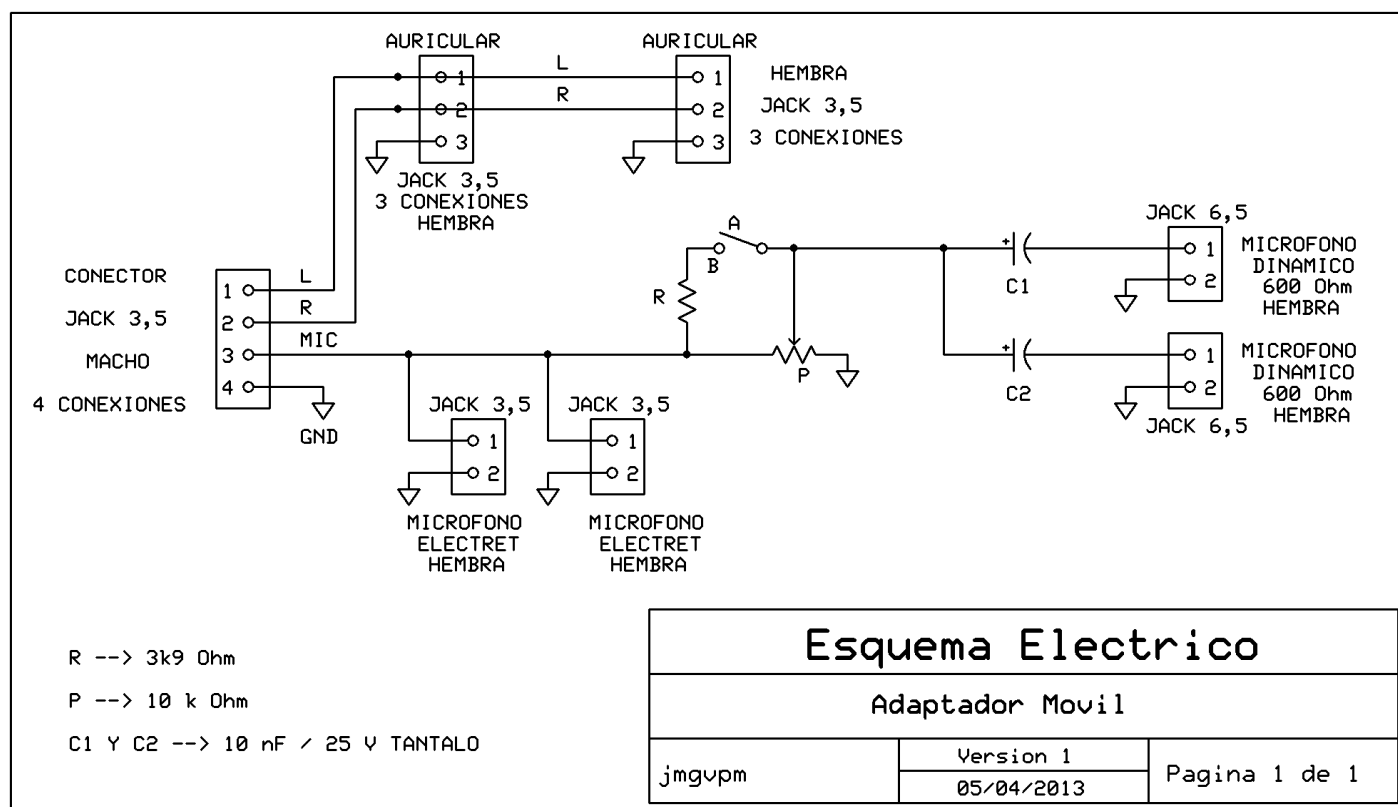 AURICULAR
AURICULAR
L
R
1
2
3
1
2
3
HEMBRA
JACK 3,5
3 CONEXIONES
JACK 3,5
3 CONEXIONES
HEMBRA
CONECTOR
JACK 3,5
MACHO
4 CONEXIONES
1
2
3
4
L
R
MIC
GND
A
B
R
P
+
C1
+
C2
JACK 6,5
1
2
MICROFONO
DINAMICO
600 Ohm
HEMBRA
1
2
JACK 6,5
MICROFONO
DINAMICO
600 Ohm
HEMBRA
JACK 3,5
1
2
MICROFONO
ELECTRET
HEMBRA
JACK 3,5
1
2
MICROFONO
ELECTRET
HEMBRA
R --> 3k9 Ohm
P --> 10 k Ohm
C1 Y C2 --> 10 nF / 25 V TANTALO
Esquema Electrico
Adaptador Movil
jmgvpm
Version 1
05/04/2013
Pagina 1 de 1